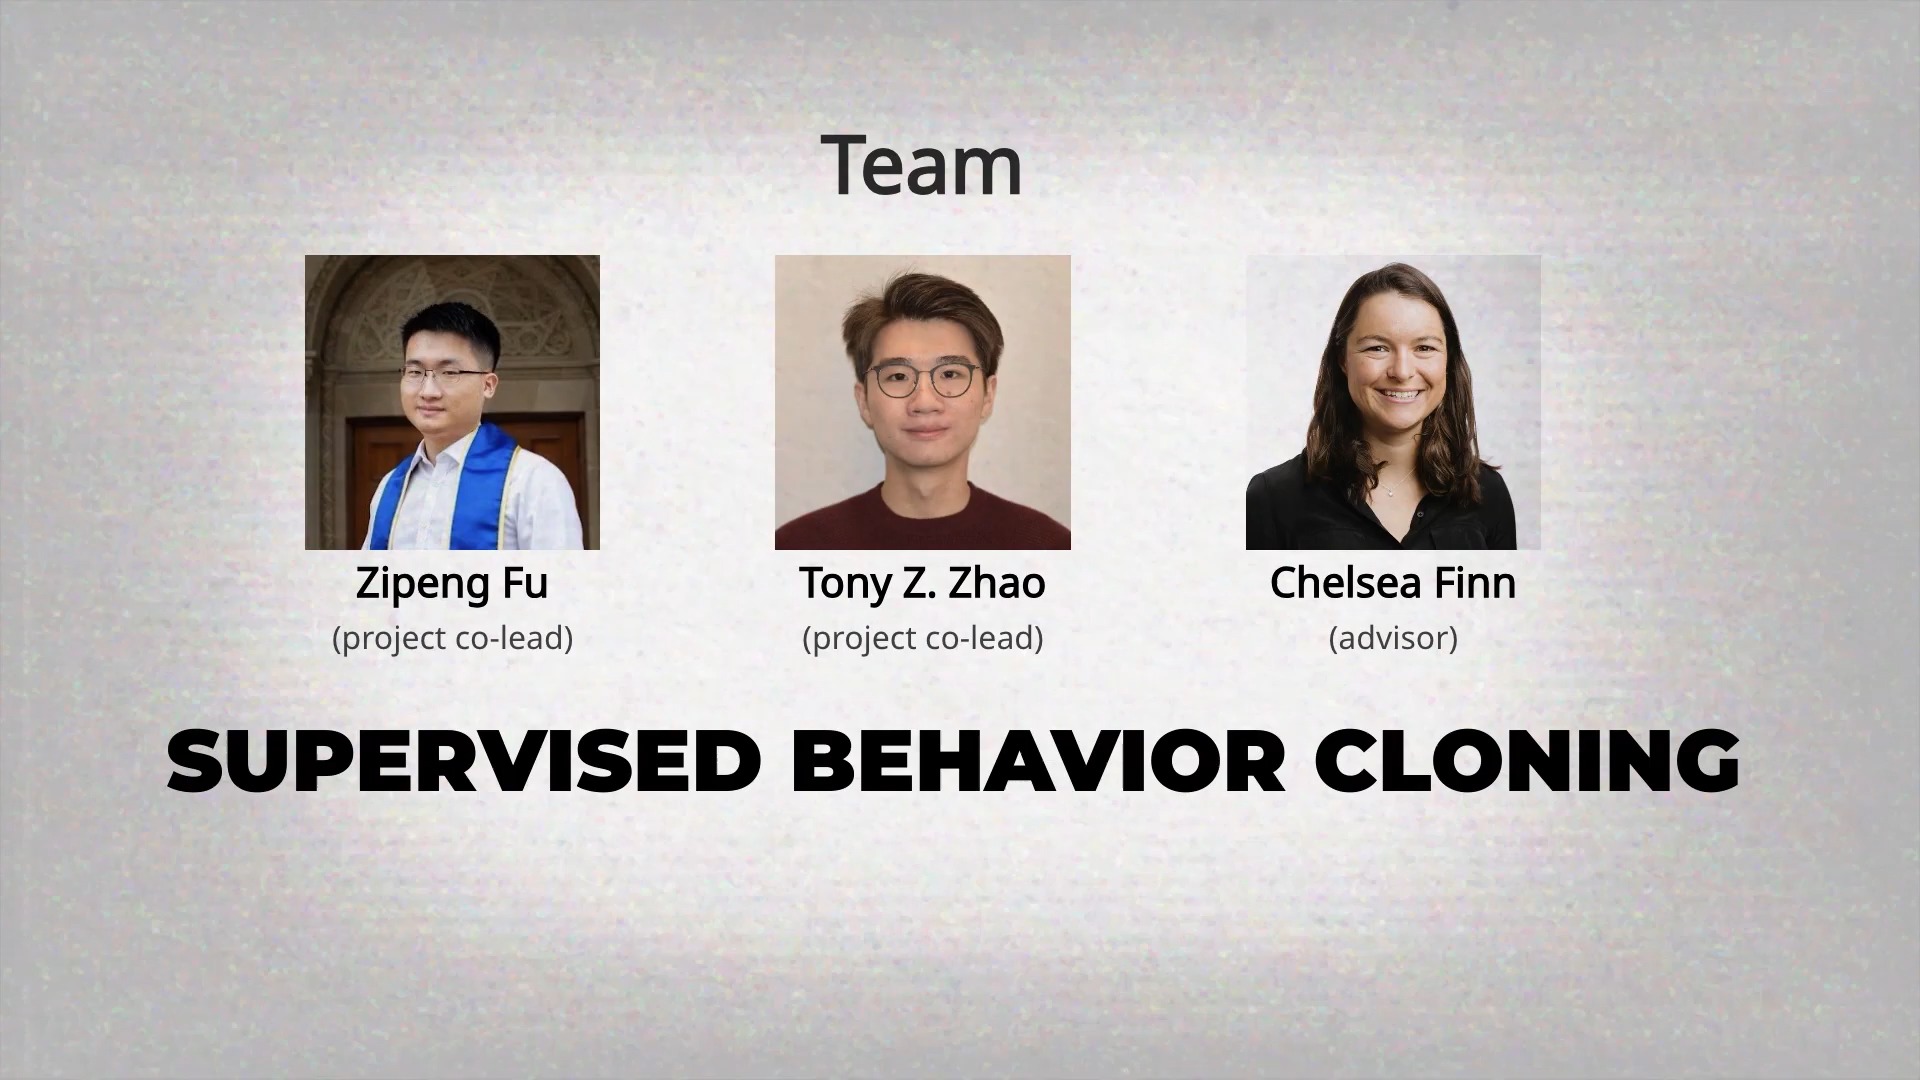 Team
Zipeng Fu
Tony Z. Zhao
Chelsea Finn
(project co-lead)
(project co-lead)
(advisor)
SUPERVISED BEHAVIOR CLONING